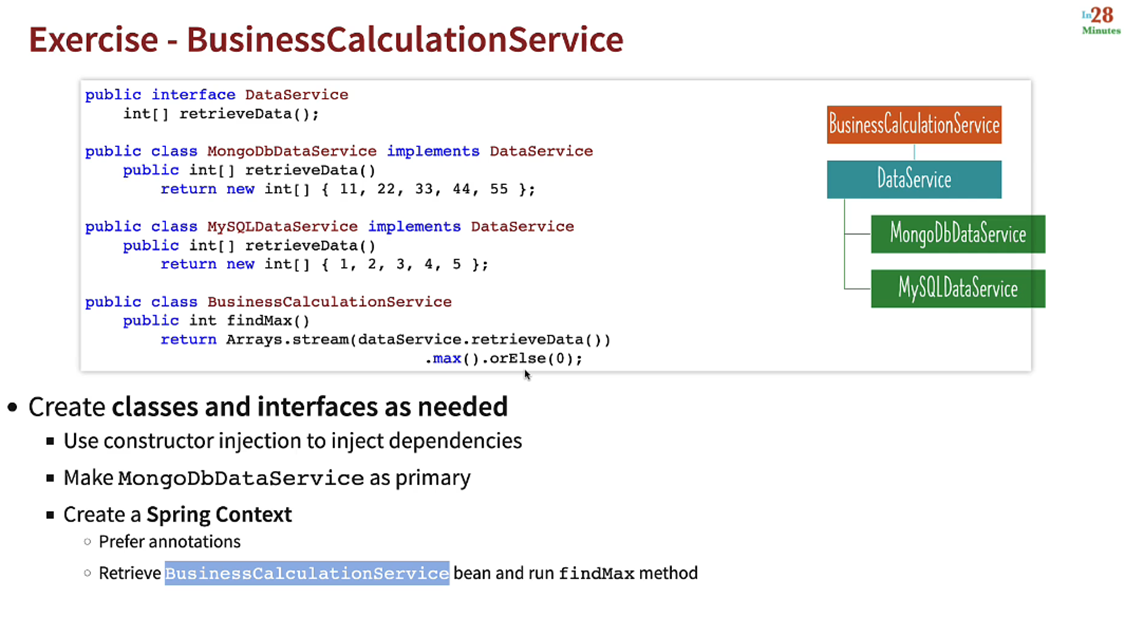 Exercise - BusinessCalculationService
In28
Minutes
public interface DataService
int[] retrieveData();
public class MongoDbDataService implements DataService
public int[] retrieveData()
return new int[] { 11, 22, 33, 44, 55 };
public class MySQLDataService implements DataService
public int[] retrieveData()
return new int[] { 1, 2, 3, 4, 5 };
public class BusinessCalculationService
public int findMax()
return Arrays.stream(dataService.retrieveData())
.max().orElse(0);
BusinessCalculationService
DataService
MongoDbDataService
MySQLDataService
• Create classes and interfaces as needed
▪ Use constructor injection to inject dependencies
▪ Make MongoDbDataService as primary
▪ Create a Spring Context
○ Prefer annotations
○ Retrieve BusinessCalculationService bean and run findMax method